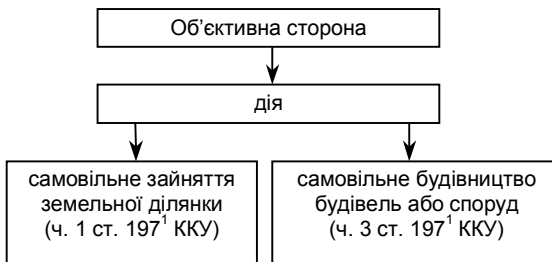 Об’єктивна сторона
дія
самовільне зайняття
земельної ділянки
(ч. 1 ст. 197¹ ККУ)
самовільне будівництво
будівель або споруд
(ч. 3 ст. 197¹ ККУ)